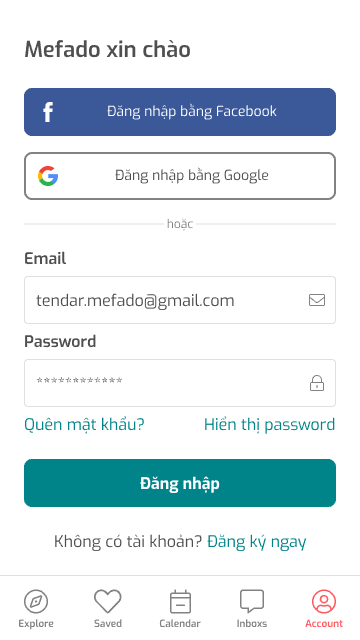 Mefado xin chào
Đăng nhập bằng Facebook
Đăng nhập bằng Google
hoặc
Email
tendar.mefado@gmail.com
Password
************
Quên mật khẩu? Hiển thị password
Đăng nhập
Không có tài khoản? Đăng ký ngay
Explore Saved Calendar Inboxs Account